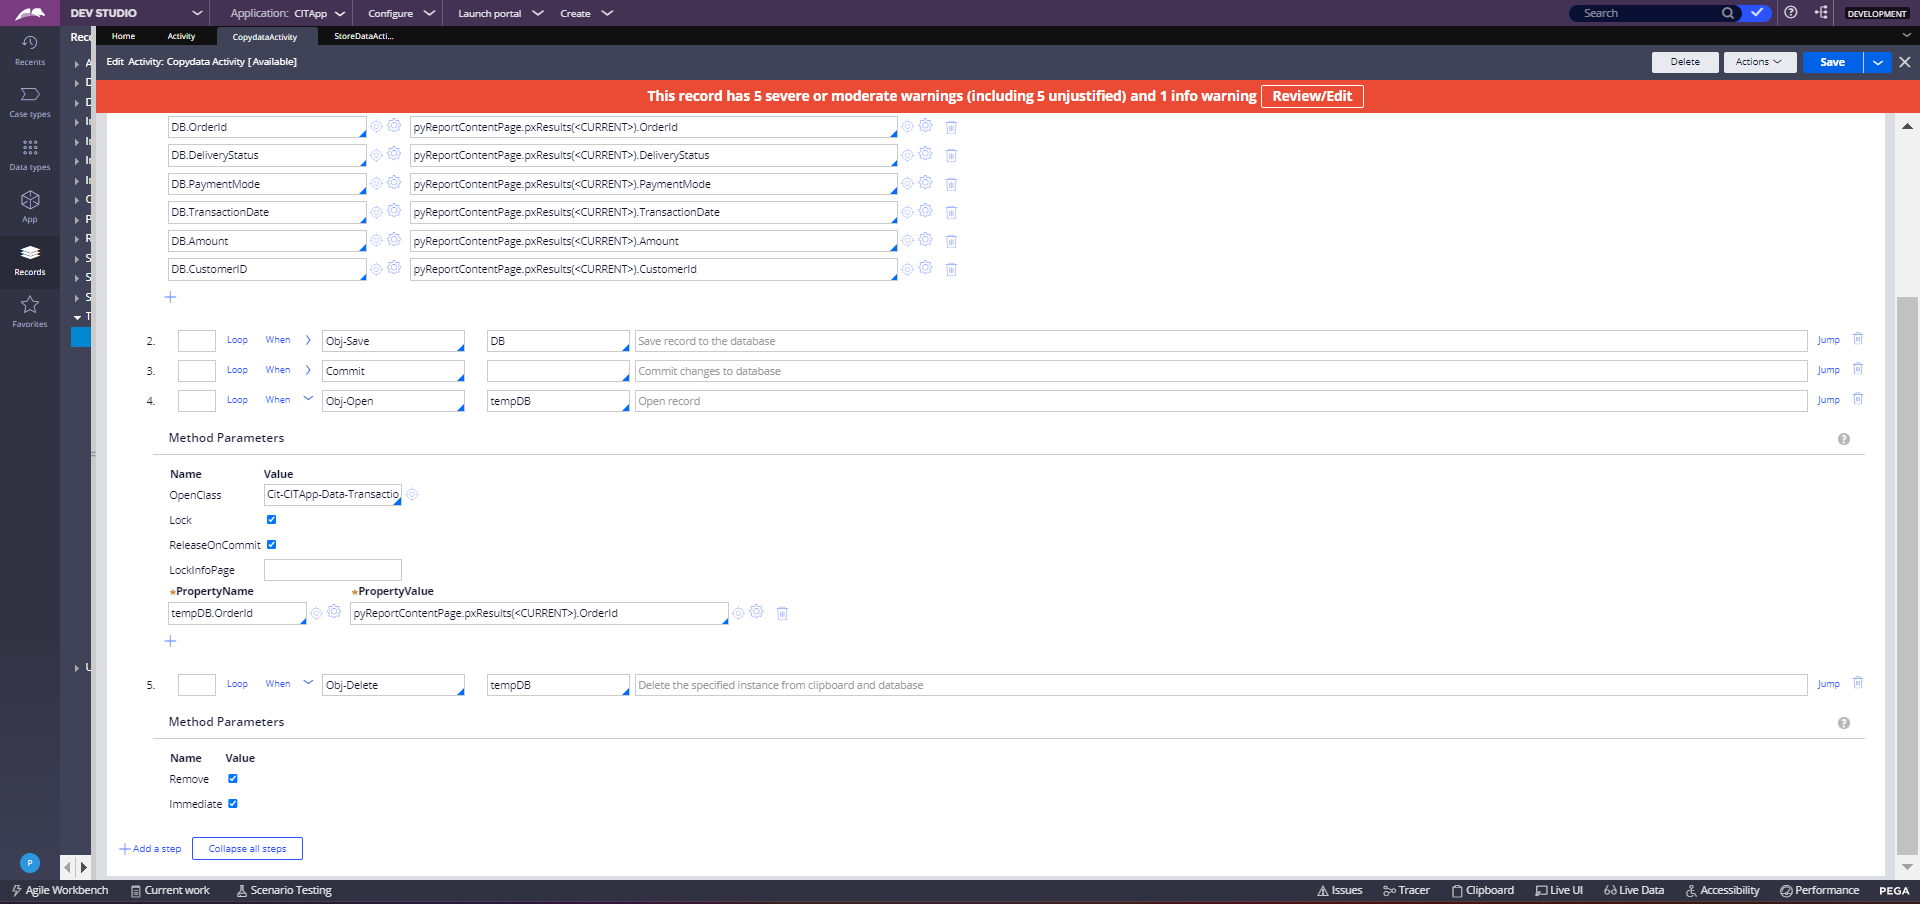 DEV STUDIO Application: CITApp Configure Launch portal Create Search DEVELOPMENT
Home Activity CopydataActivity StoreDataActi...
Edit Activity: Copydata Activity [Available] Delete Actions Save
This record has 5 severe or moderate warnings (including 5 unjustified) and 1 info warning Review/Edit
Recents
Case types
Data types
App
Records
Favorites
Reco
A
D
D
In
In
In
In
C
P
R
S
S
S
T
U
DB.OrderId pyReportContentPage.pxResults(<CURRENT>).OrderId
DB.DeliveryStatus pyReportContentPage.pxResults(<CURRENT>).DeliveryStatus
DB.PaymentMode pyReportContentPage.pxResults(<CURRENT>).PaymentMode
DB.TransactionDate pyReportContentPage.pxResults(<CURRENT>).TransactionDate
DB.Amount pyReportContentPage.pxResults(<CURRENT>).Amount
DB.CustomerID pyReportContentPage.pxResults(<CURRENT>).CustomerId
2. Loop When Obj-Save DB Save record to the database Jump
3. Loop When Commit Commit changes to database Jump
4. Loop When Obj-Open tempDB Open record Jump
Method Parameters ?
Name Value
OpenClass Cit-CITApp-Data-Transactio
Lock
ReleaseOnCommit
LockInfoPage
*PropertyName *PropertyValue
tempDB.OrderId pyReportContentPage.pxResults(<CURRENT>).OrderId
5. Loop When Obj-Delete tempDB Delete the specified instance from clipboard and database Jump
Method Parameters ?
Name Value
Remove
Immediate
Add a step Collapse all steps
P
Agile Workbench Current work Scenario Testing Issues Tracer Clipboard Live UI Live Data Accessibility Performance PEGA